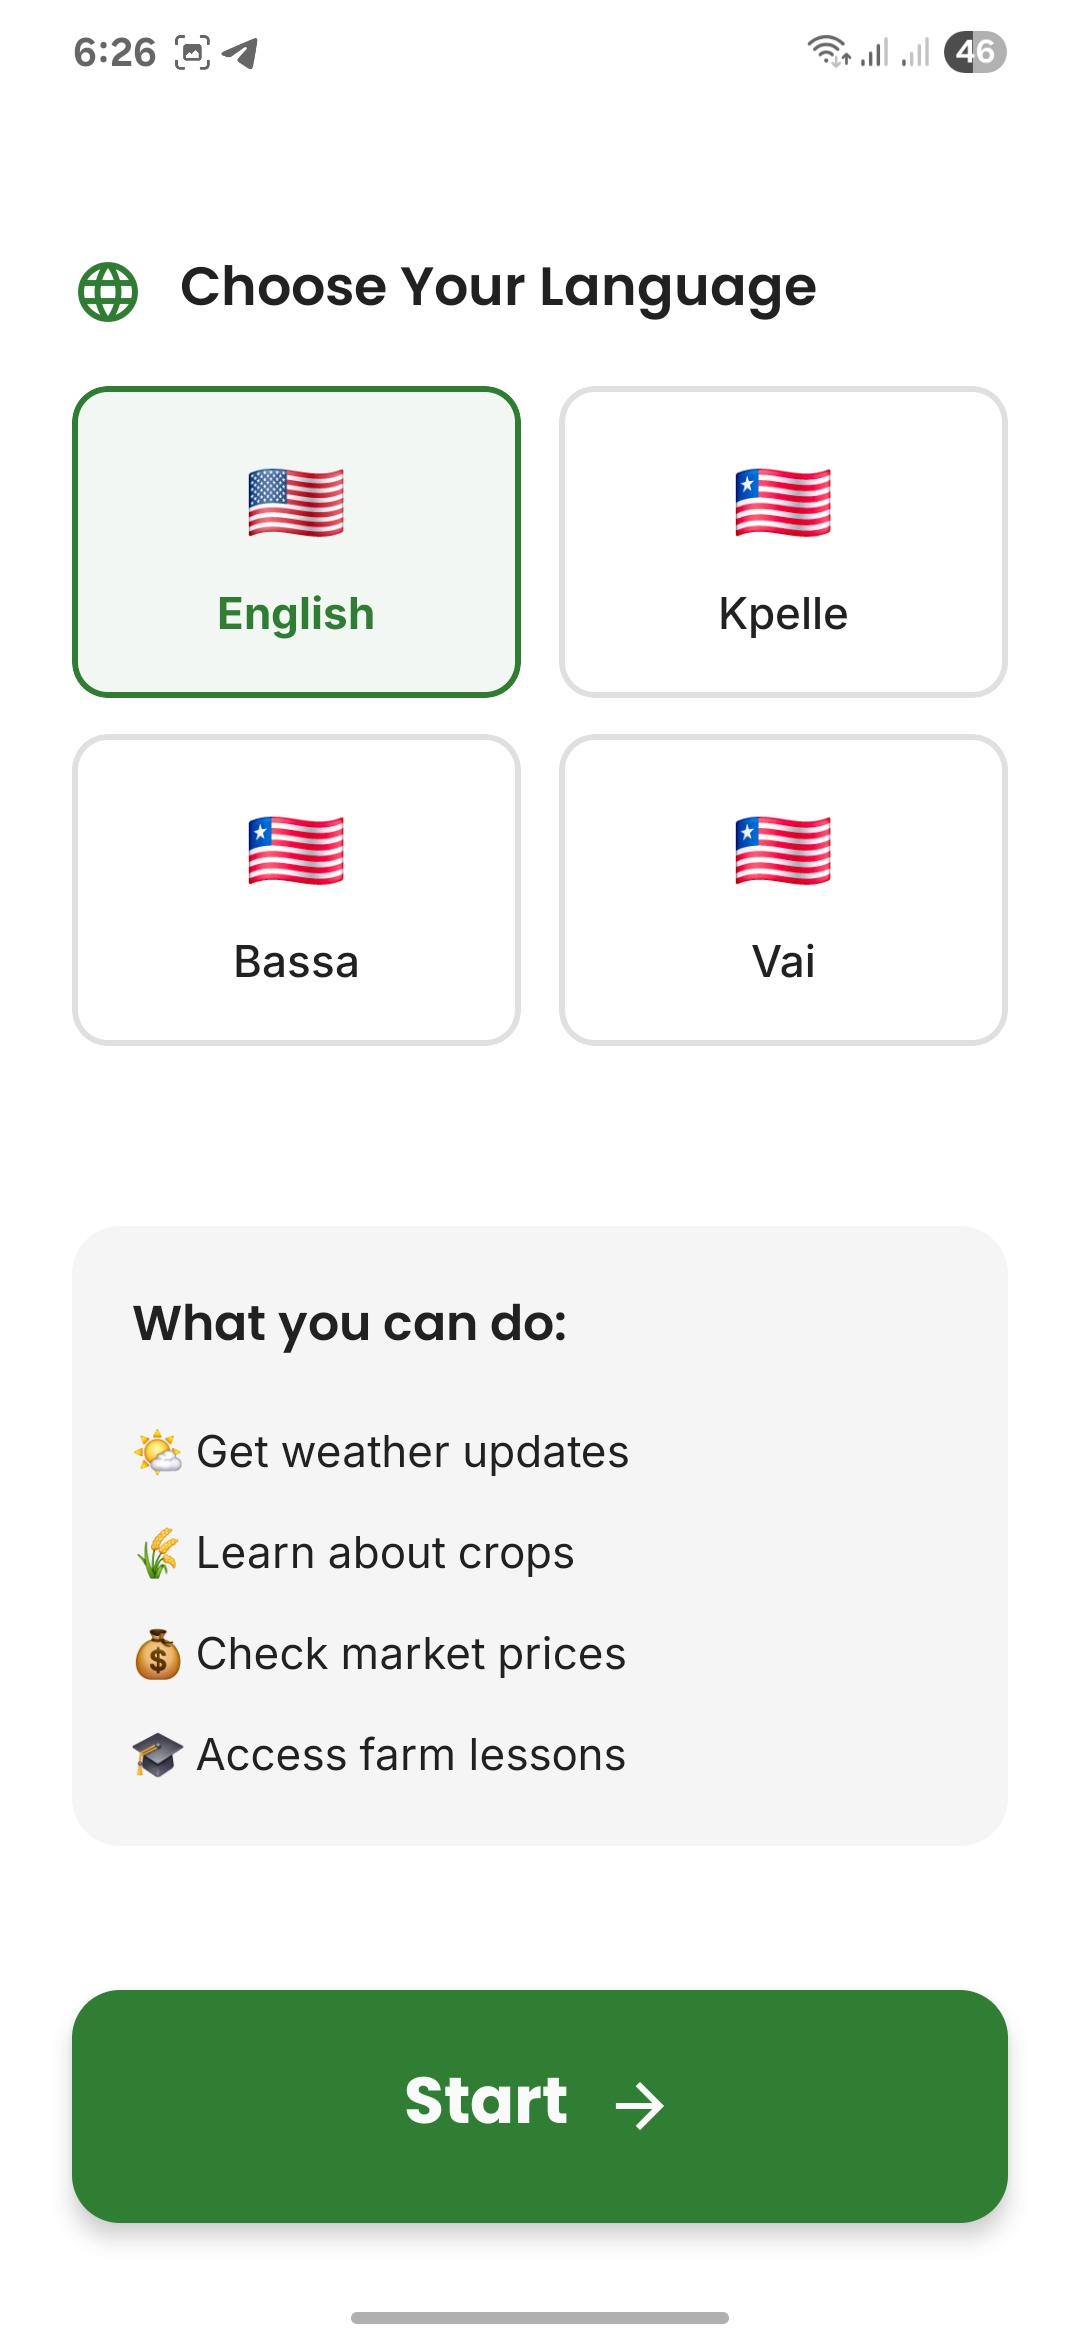 6:26
46
Choose Your Language
English
Kpelle
Bassa
Vai
What you can do:
🌤️ Get weather updates
🌾 Learn about crops
💰 Check market prices
🎓 Access farm lessons
Start →